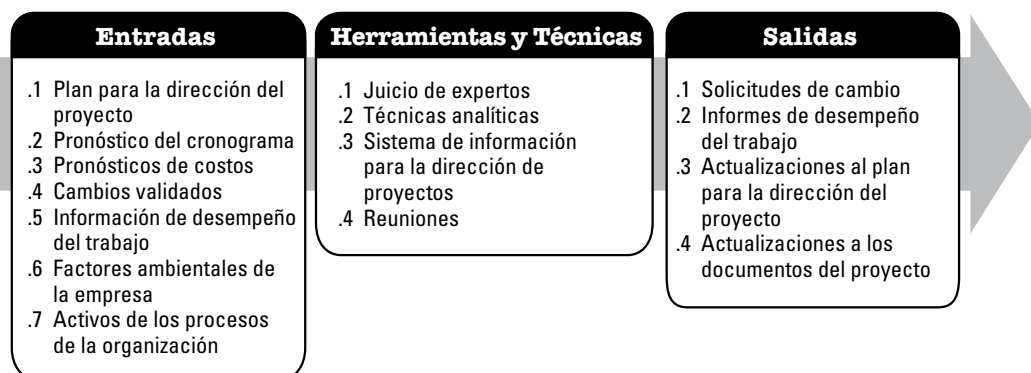 Entradas
.1 Plan para la dirección del
proyecto
.2 Pronóstico del cronograma
.3 Pronósticos de costos
.4 Cambios validados
.5 Información de desempeño
del trabajo
.6 Factores ambientales de
la empresa
.7 Activos de los procesos
de la organización
Herramientas y Técnicas
.1 Juicio de expertos
.2 Técnicas analíticas
.3 Sistema de información
para la dirección de
proyectos
.4 Reuniones
Salidas
.1 Solicitudes de cambio
.2 Informes de desempeño
del trabajo
.3 Actualizaciones al plan
para la dirección del
proyecto
.4 Actualizaciones a los
documentos del proyecto